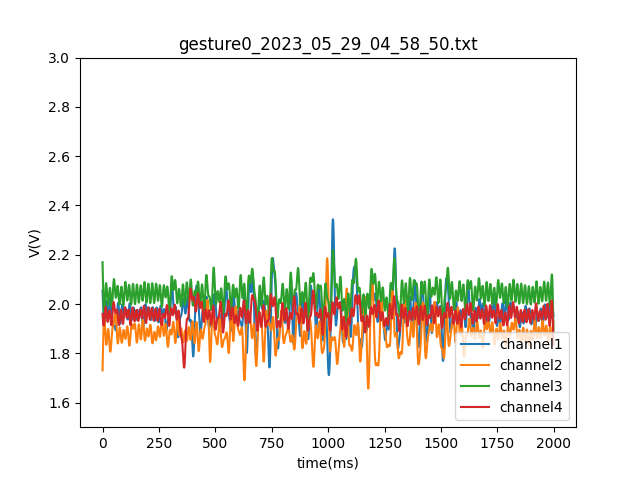 gesture0_2023_05_29_04_58_50.txt
3.0
2.8
2.6
2.4
2.2
2.0
1.8
1.6
V(V)
channel1
channel2
channel3
channel4
0 250 500 750 1000 1250 1500 1750 2000
time(ms)